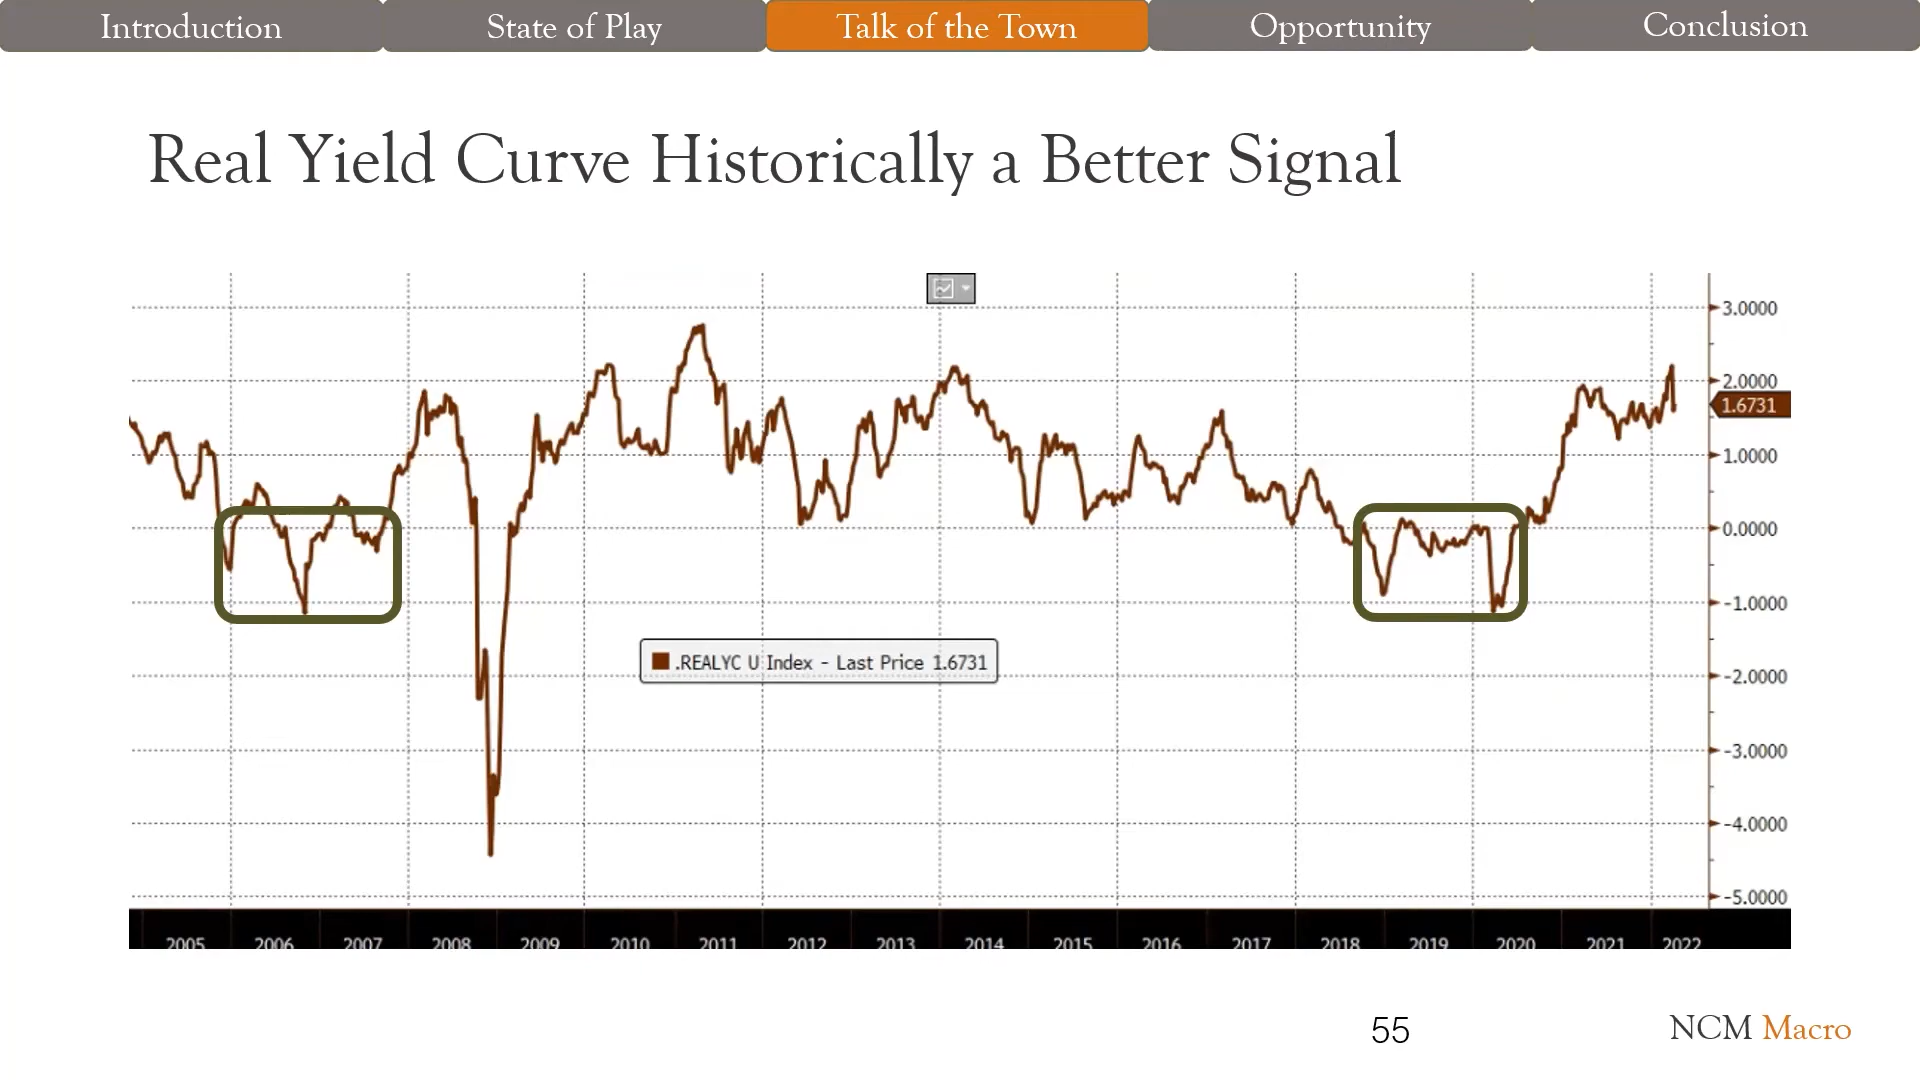 Introduction
State of Play
Talk of the Town
Opportunity
Conclusion
Real Yield Curve Historically a Better Signal
3.0000
2.0000
1.6731
1.0000
0.0000
-1.0000
.REALYC U Index - Last Price 1.6731
-2.0000
-3.0000
-4.0000
-5.0000
2005 2006 2007 2008 2009 2010 2011 2012 2013 2014 2015 2016 2017 2018 2019 2020 2021 2022
55
NCM Macro